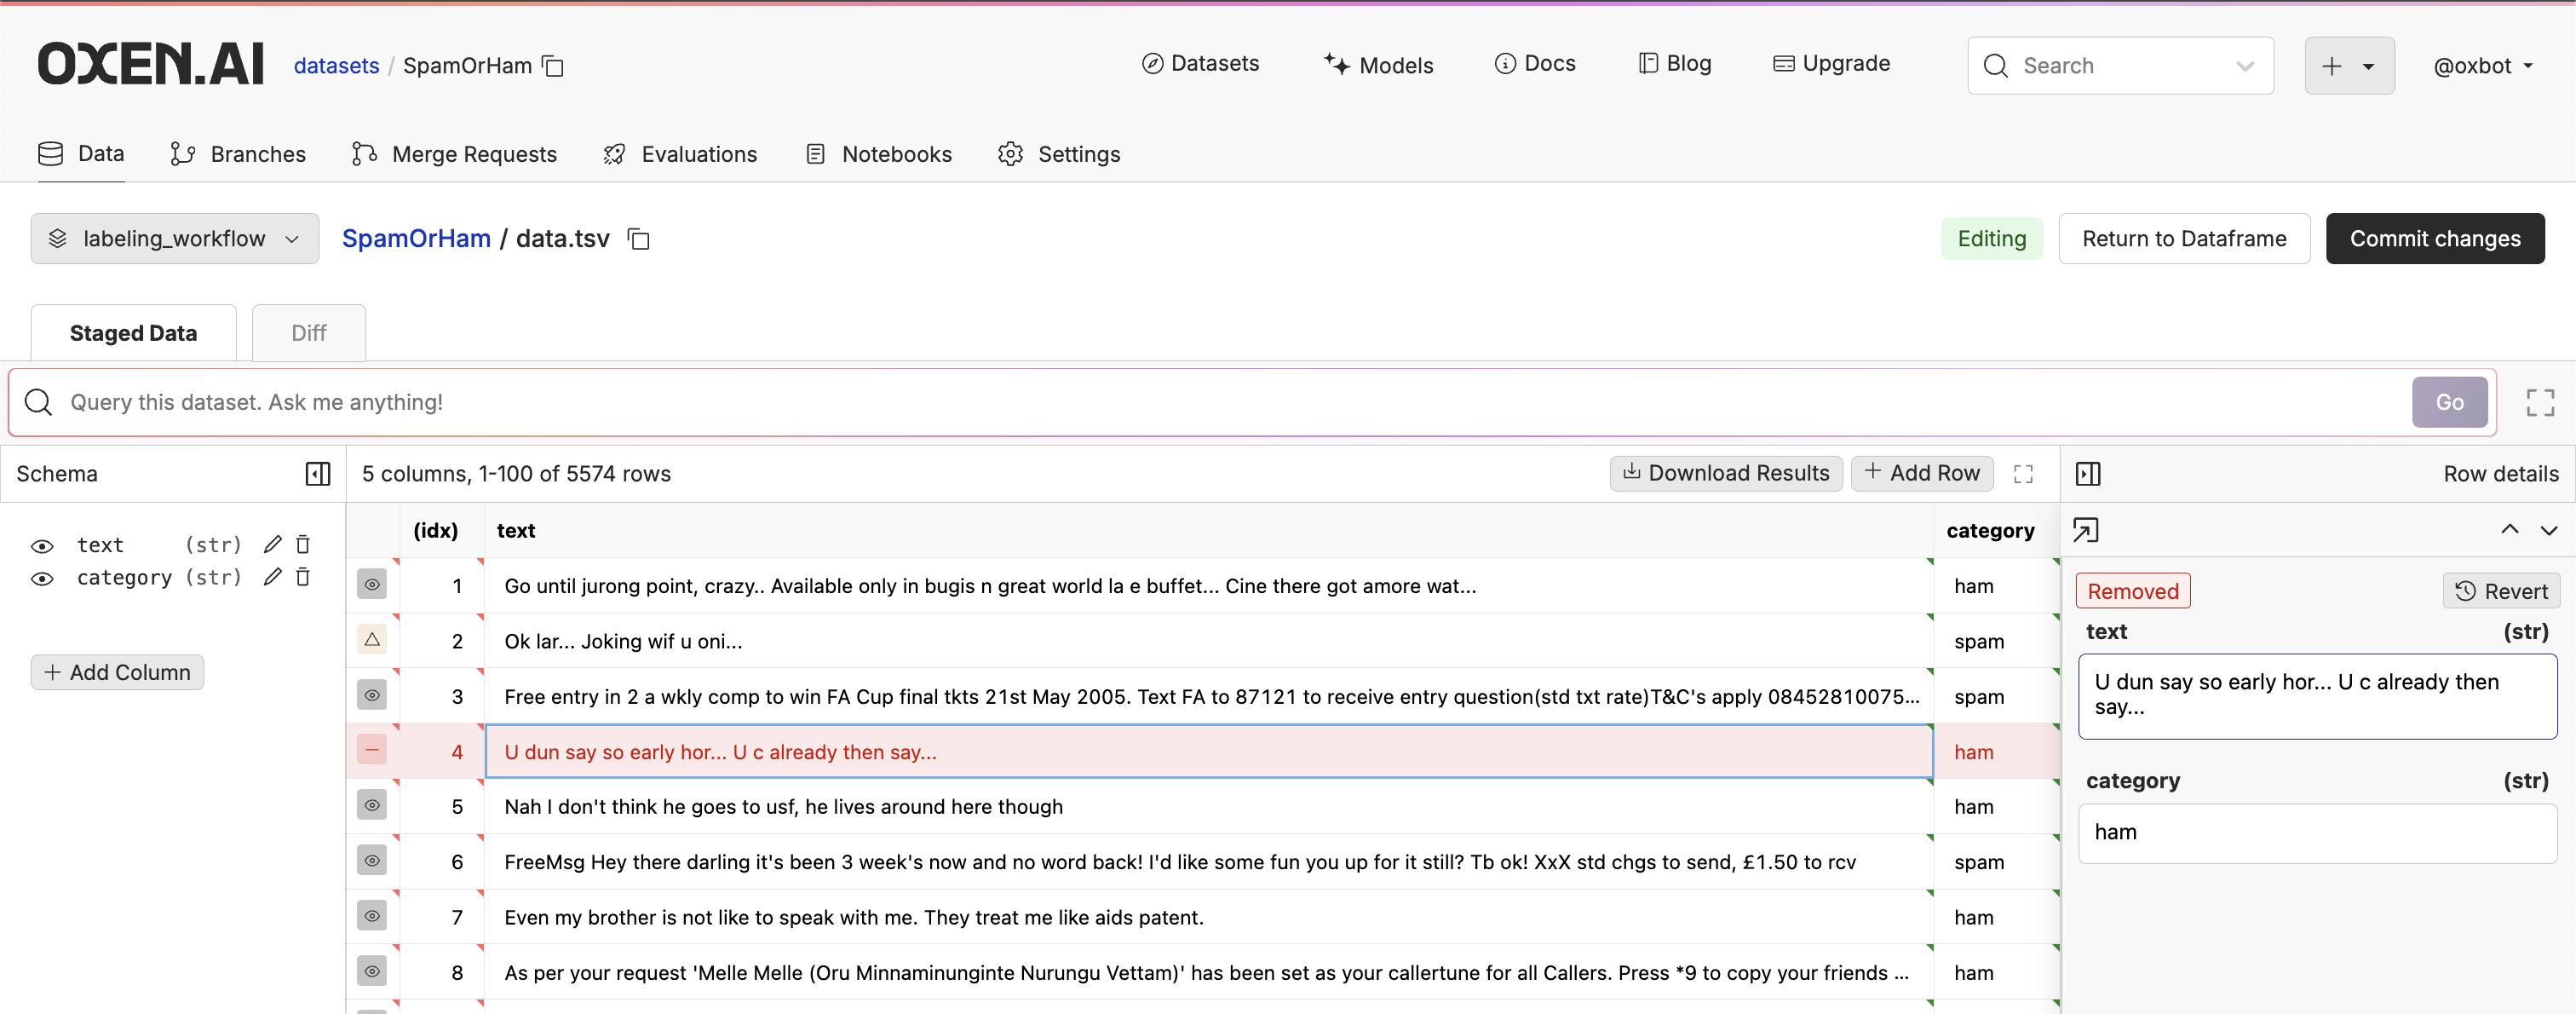 OXEN.AI datasets / SpamOrHam Datasets Models Docs Blog Upgrade Search @oxbot
Data Branches Merge Requests Evaluations Notebooks Settings
labeling_workflow SpamOrHam / data.tsv Editing Return to Dataframe Commit changes
Staged Data Diff
Query this dataset. Ask me anything! Go
Schema 5 columns, 1-100 of 5574 rows Download Results + Add Row Row details
(idx) text category
text (str)
category (str)
+ Add Column
1 Go until jurong point, crazy.. Available only in bugis n great world la e buffet... Cine there got amore wat... ham
2 Ok lar... Joking wif u oni... spam
3 Free entry in 2 a wkly comp to win FA Cup final tkts 21st May 2005. Text FA to 87121 to receive entry question(std txt rate)T&C's apply 08452810075... spam
4 U dun say so early hor... U c already then say... ham
5 Nah I don't think he goes to usf, he lives around here though ham
6 FreeMsg Hey there darling it's been 3 week's now and no word back! I'd like some fun you up for it still? Tb ok! XxX std chgs to send, £1.50 to rcv spam
7 Even my brother is not like to speak with me. They treat me like aids patent. ham
8 As per your request 'Melle Melle (Oru Minnaminunginte Nurungu Vettam)' has been set as your callertune for all Callers. Press *9 to copy your friends ... ham
Removed Revert
text (str)
U dun say so early hor... U c already then
say...
category (str)
ham